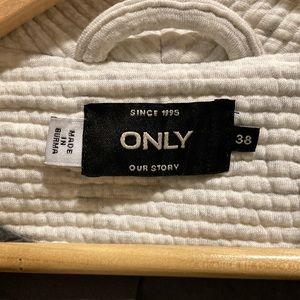 SINCE 1995
ONLY
OUR STORY
38
MADE
IN
BURMA